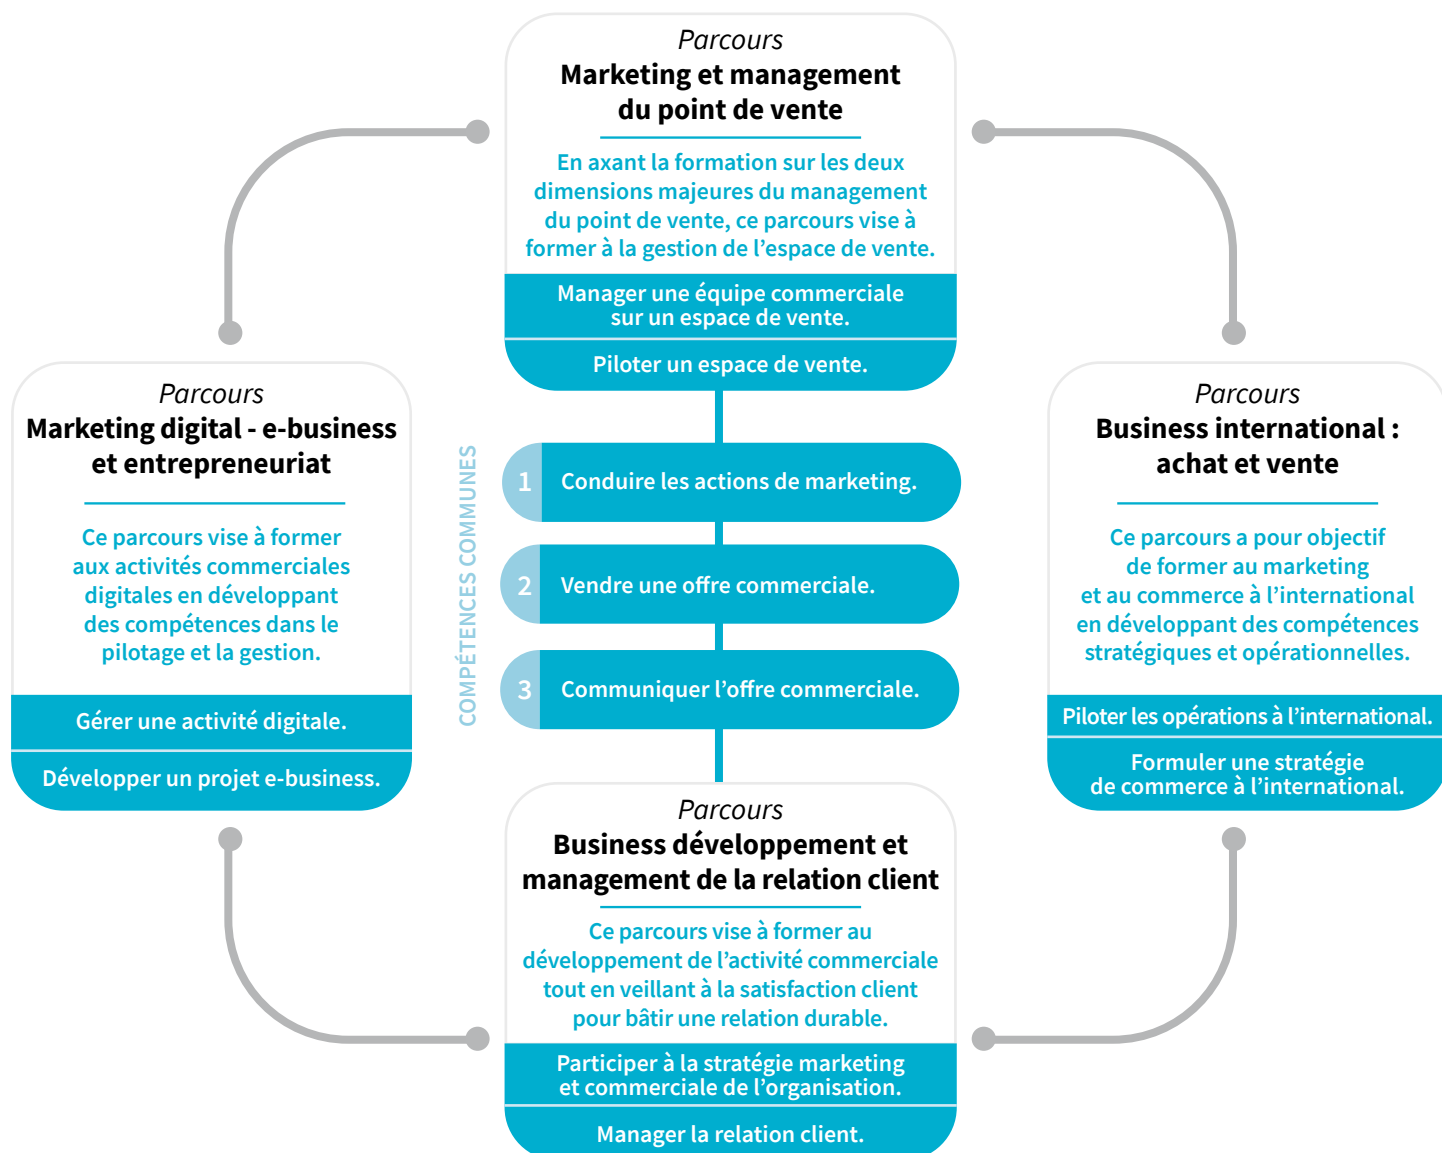 Parcours
Marketing et management
du point de vente
En axant la formation sur les deux
dimensions majeures du management
du point de vente, ce parcours vise à
former à la gestion de l’espace de vente.
Manager une équipe commerciale
sur un espace de vente.
Piloter un espace de vente.
Parcours
Marketing digital - e-business
et entrepreneuriat
Ce parcours vise à former
aux activités commerciales
digitales en développant
des compétences dans le
pilotage et la gestion.
Gérer une activité digitale.
Développer un projet e-business.
COMPÉTENCES COMMUNES
1 Conduire les actions de marketing.
2 Vendre une offre commerciale.
3 Communiquer l’offre commerciale.
Parcours
Business international :
achat et vente
Ce parcours a pour objectif
de former au marketing
et au commerce à l’international
en développant des compétences
stratégiques et opérationnelles.
Piloter les opérations à l’international.
Formuler une stratégie
de commerce à l’international.
Parcours
Business développement et
management de la relation client
Ce parcours vise à former au
développement de l’activité commerciale
tout en veillant à la satisfaction client
pour bâtir une relation durable.
Participer à la stratégie marketing
et commerciale de l’organisation.
Manager la relation client.